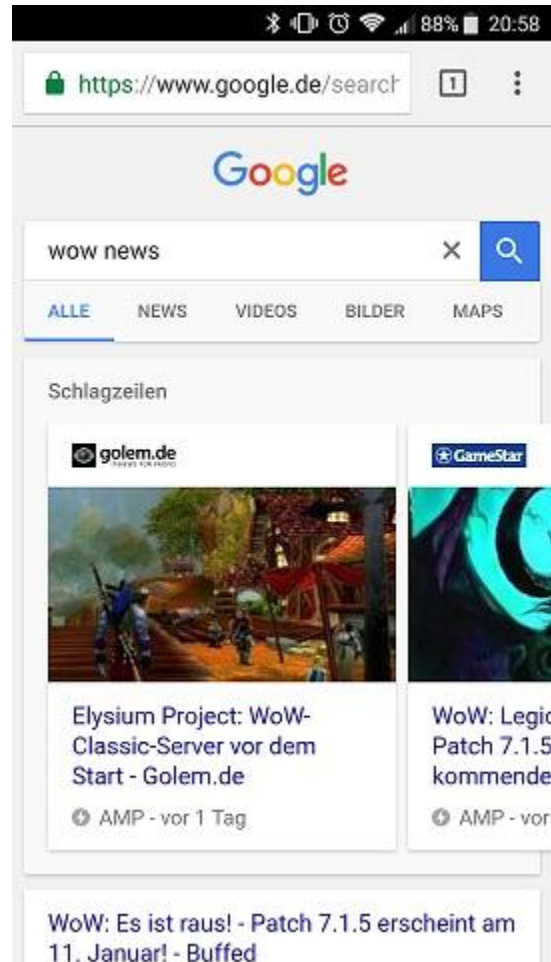 88% 20:58
https://www.google.de/search
1
Google
wow news
ALLE NEWS VIDEOS BILDER MAPS
Schlagzeilen
golem.de
Elysium Project: WoW-
Classic-Server vor dem
Start - Golem.de
AMP - vor 1 Tag
GameStar
WoW: Legio
Patch 7.1.5
kommende
AMP - vor
WoW: Es ist raus! - Patch 7.1.5 erscheint am
11. Januar! - Buffed